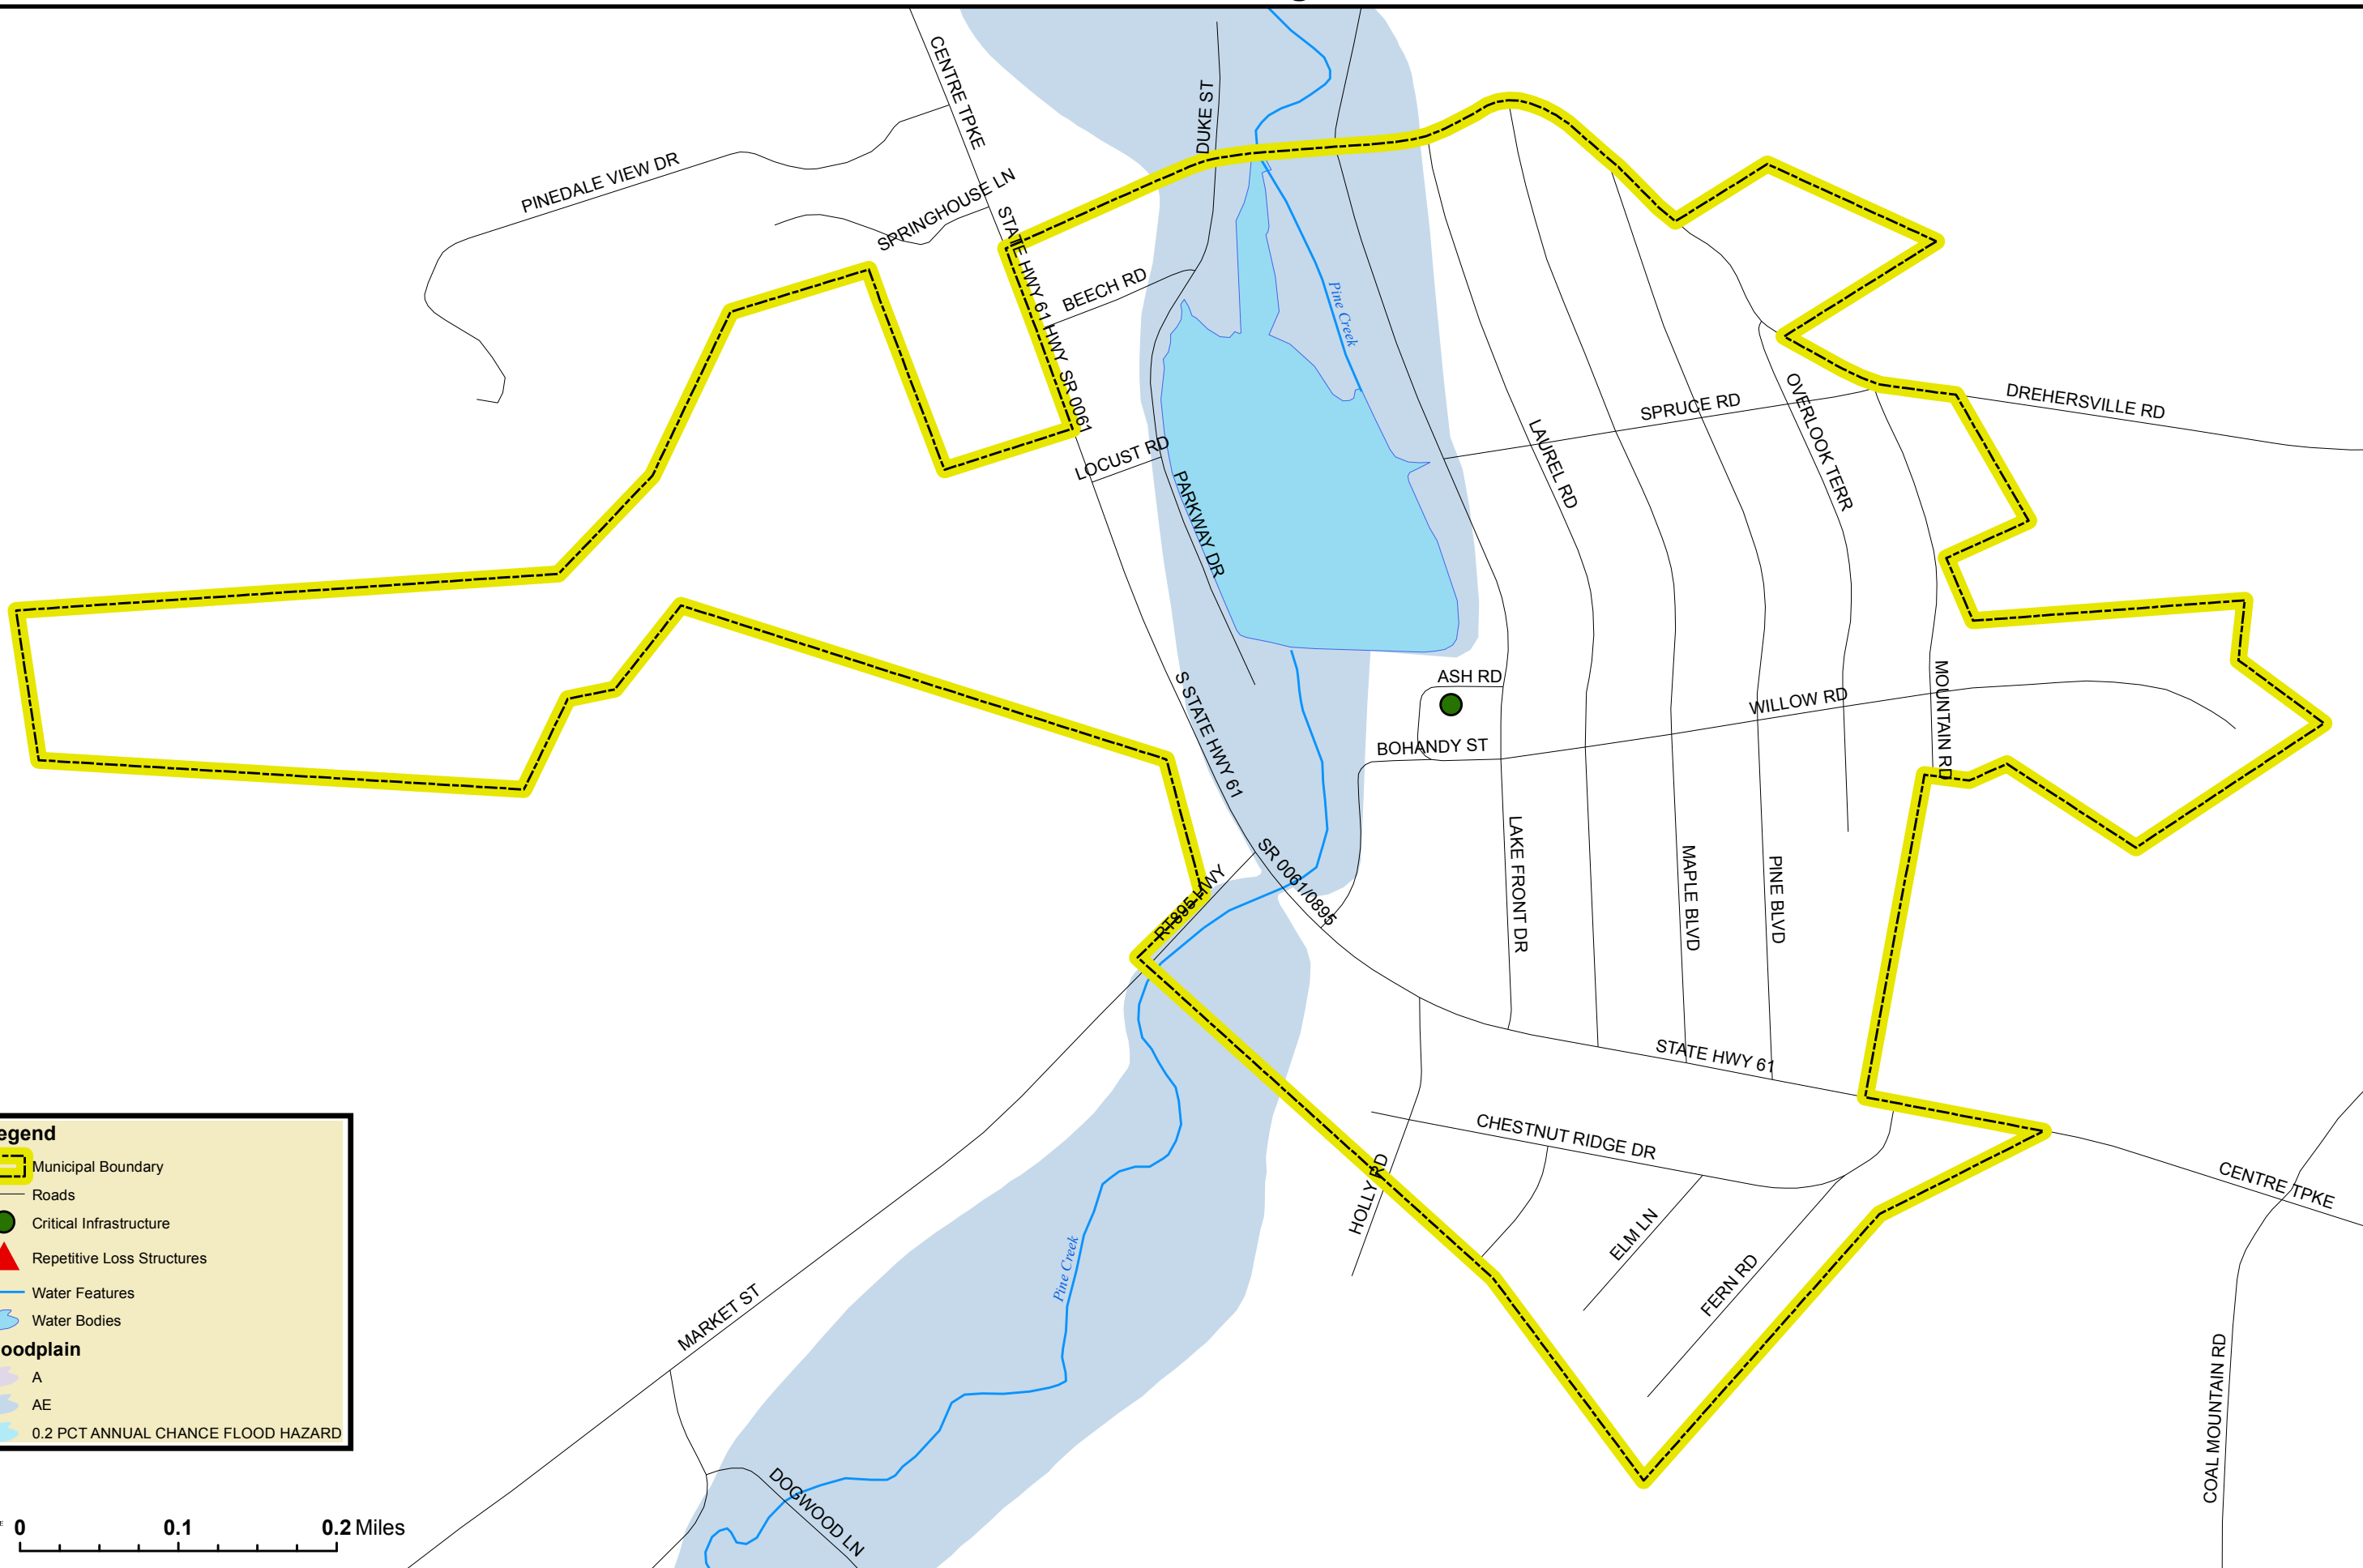 CENTRE TPKE
DUKE ST
PINEDALE VIEW DR
SPRINGHOUSE LN
STATE HWY 61 HWY SR 0061
BEECH RD
Pine Creek
DREHERSVILLE RD
SPRUCE RD
OVERLOOK TERR
LAUREL RD
LOCUST RD
PARKWAY DR
ASH RD
S STATE HWY 61
MOUNTAIN RD
WILLOW RD
BOHANDY ST
SR 0061/0895
LAKE FRONT DR
MAPLE BLVD
PINE BLVD
RT895 HWY
STATE HWY 61
CHESTNUT RIDGE DR
HOLLY RD
CENTRE TPKE
ELM LN
FERN RD
Pine Creek
MARKET ST
COAL MOUNTAIN RD
DOGWOOD LN
egend
Municipal Boundary
Roads
Critical Infrastructure
Repetitive Loss Structures
Water Features
Water Bodies
oodplain
A
AE
0.2 PCT ANNUAL CHANCE FLOOD HAZARD
0 0.1 0.2 Miles